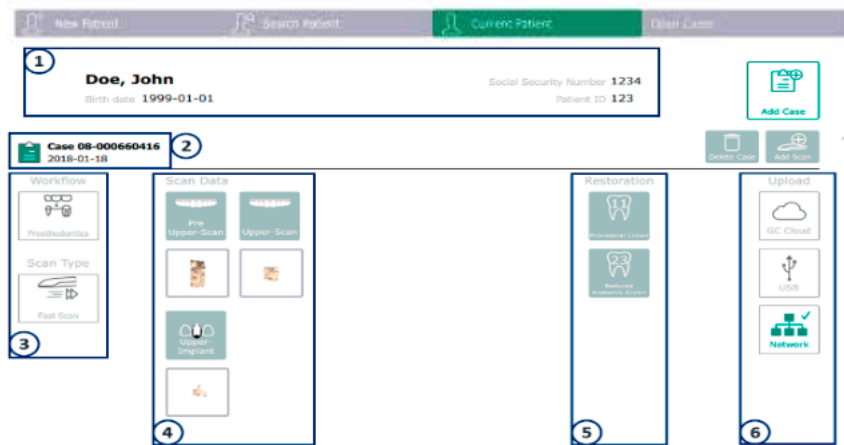 New Patient
Search Patient
Current Patient
Open Cases
1
Doe, John
Birth date 1999-01-01
Social Security Number 1234
Patient ID 123
Add Case
Case 08-000660416
2018-01-18
2
Delete Case
Add Scan
Workflow
Prosthodontics
Scan Type
Fast Scan
3
Scan Data
Pre
Upper-Scan
Upper-Scan
Upper-
Implant
4
Restoration
11
Provisional Crown
23
Reduced
Anatomic Crown
5
Upload
GC Cloud
USB
Network
6